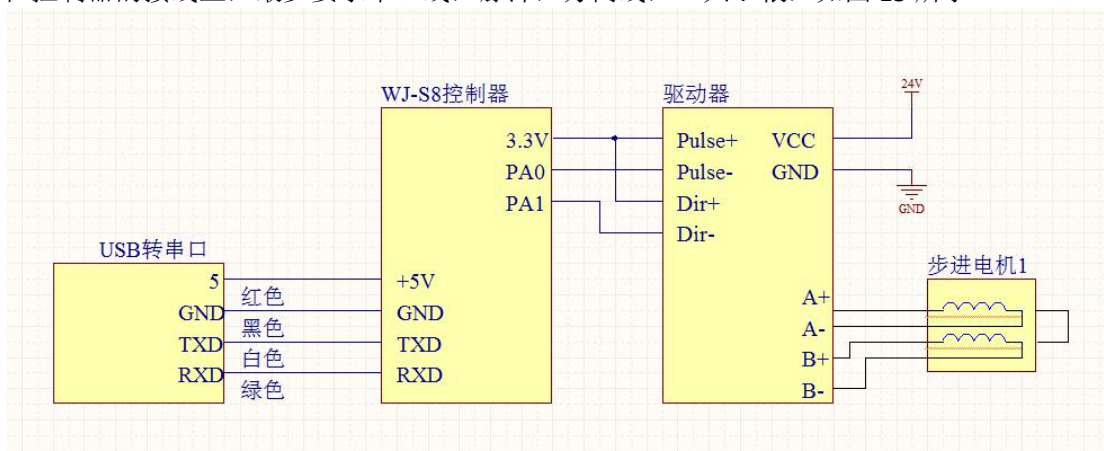 WJ-S8控制器
3.3V
PA0
PA1
+5V
GND
TXD
RXD
驱动器
Pulse+
Pulse-
Dir+
Dir-
VCC
GND
A+
A-
B+
B-
24V
GND
USB转串口
5
GND
TXD
RXD
红色
黑色
白色
绿色
步进电机1